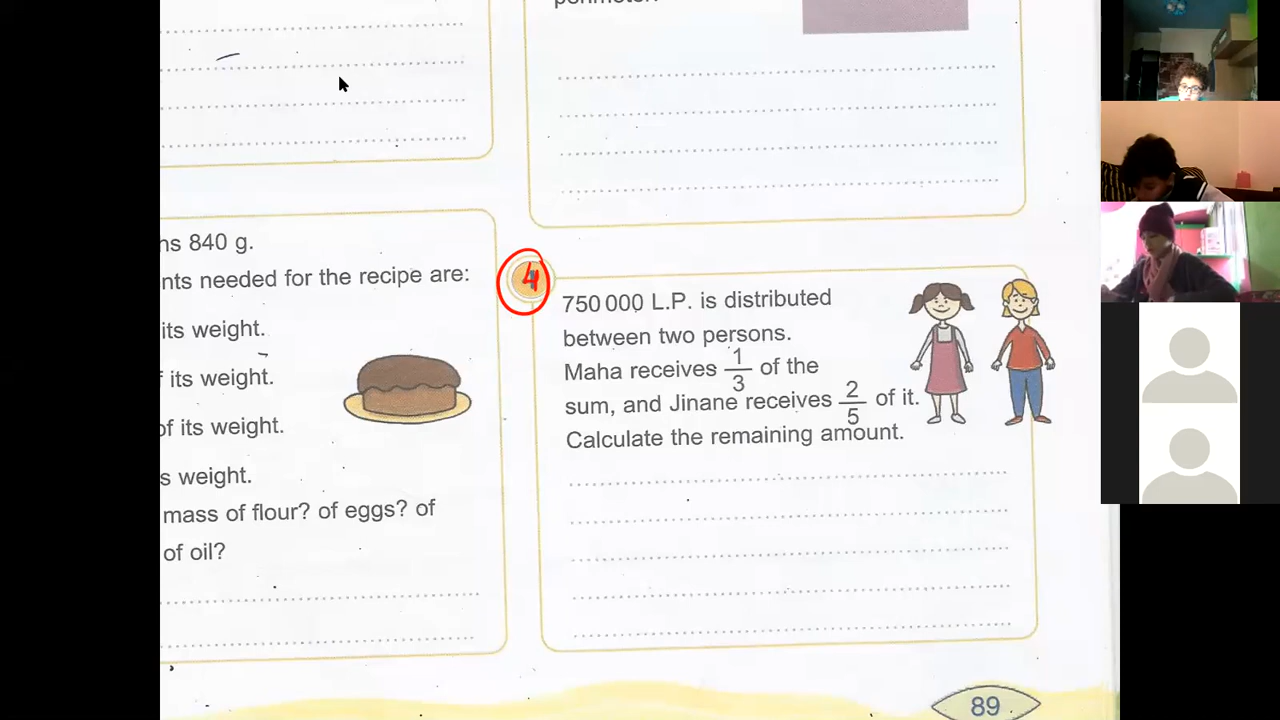 perimeter.
ns 840 g.
nts needed for the recipe are:
its weight.
its weight.
of its weight.
s weight.
mass of flour? of eggs? of
of oil?
4
750 000 L.P. is distributed
between two persons.
Maha receives 1/3 of the
sum, and Jinane receives 2/5 of it.
Calculate the remaining amount.
89